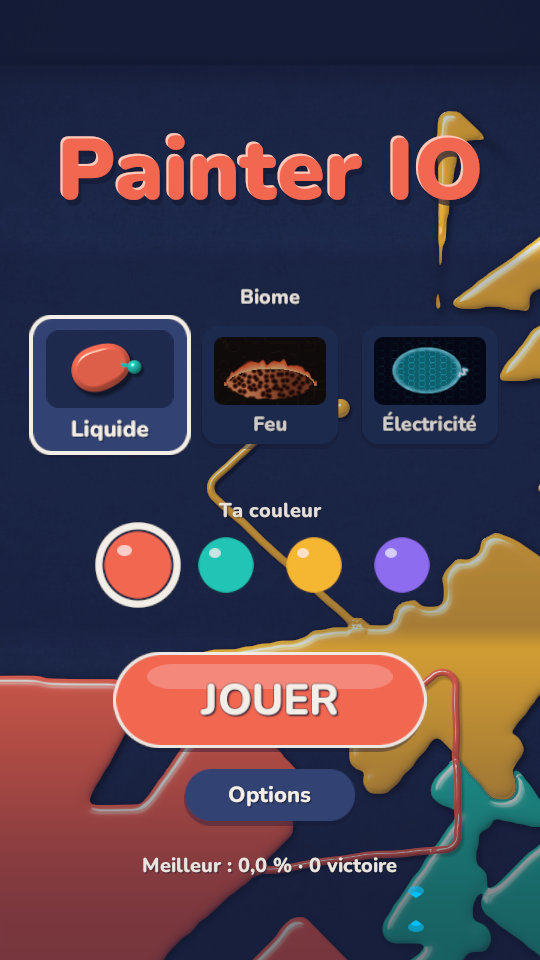 Painter IO
Biome
Liquide
Feu
Électricité
Ta couleur
JOUER
Options
Meilleur : 0,0 % · 0 victoire